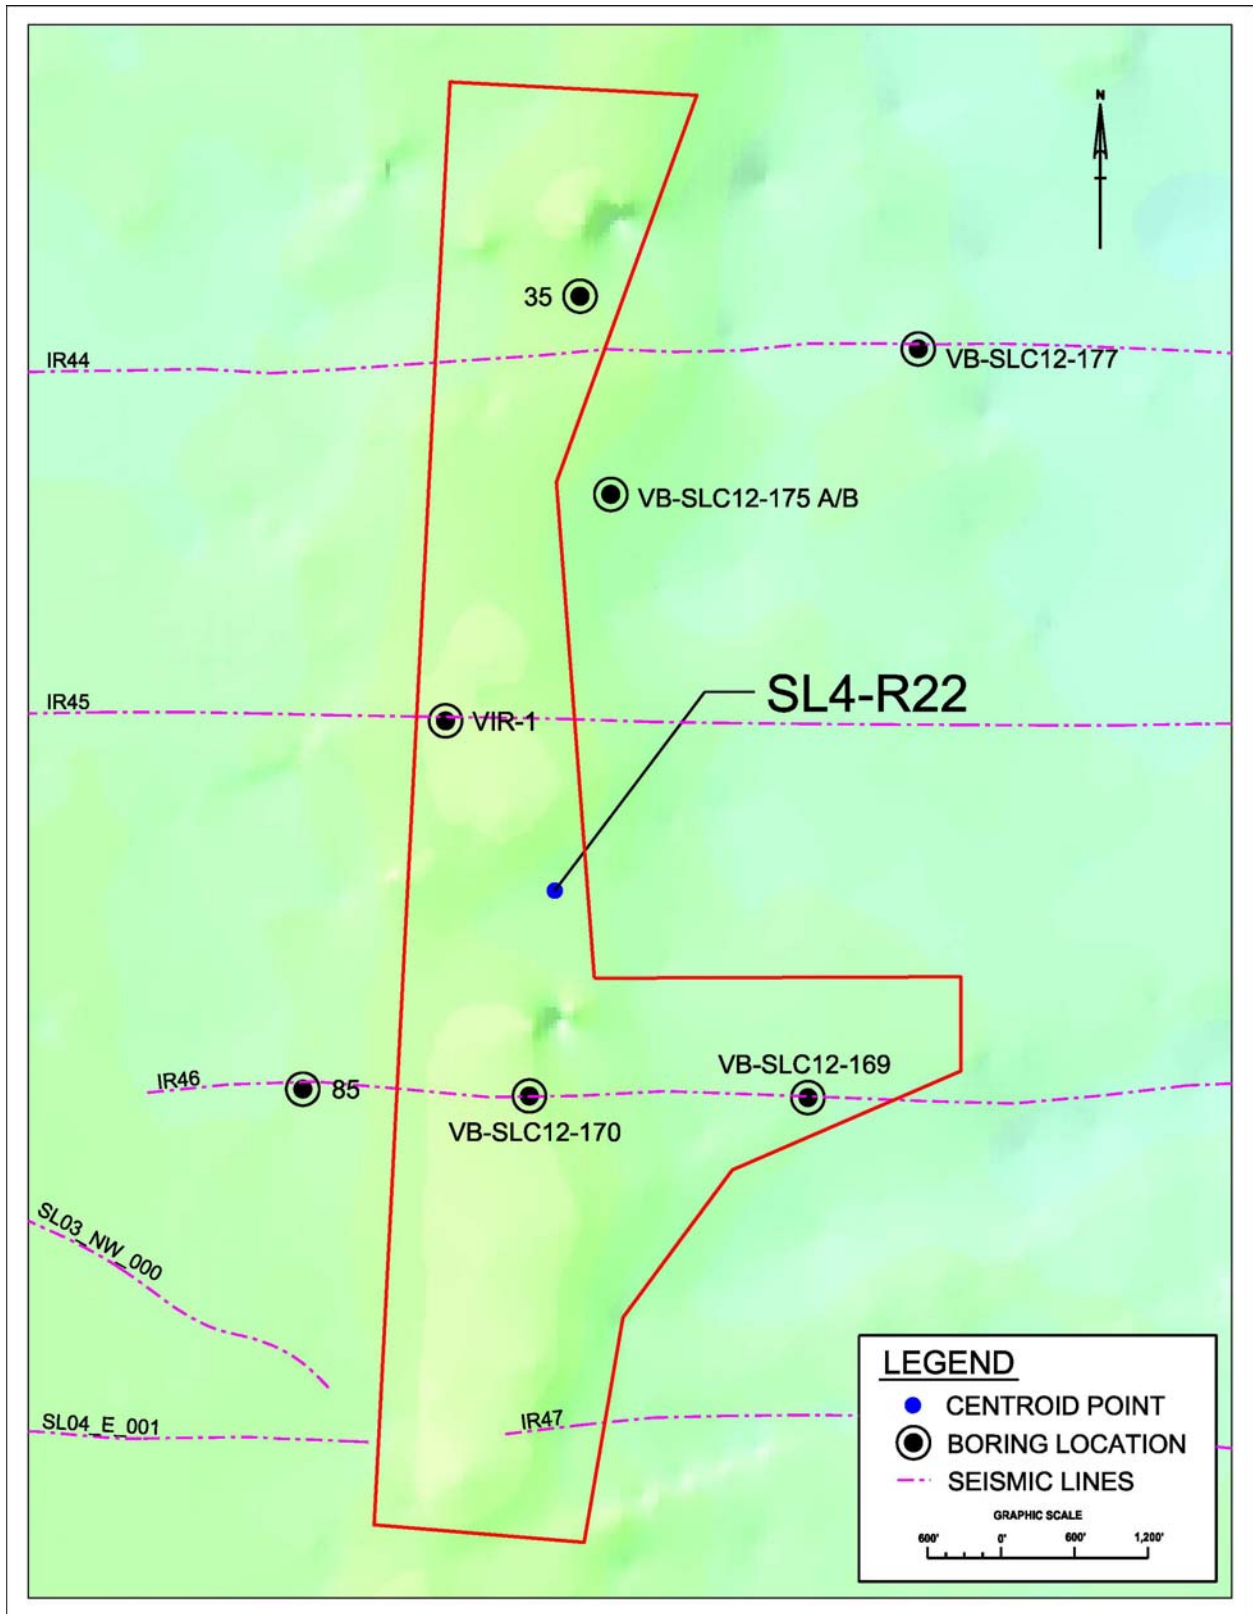 N
35
IR44
VB-SLC12-177
VB-SLC12-175 A/B
SL4-R22
IR45
VIR-1
VB-SLC12-169
IR46
85
VB-SLC12-170
SL03_NW_000
LEGEND
CENTROID POINT
SL04_E_001
IR47
BORING LOCATION
SEISMIC LINES
GRAPHIC SCALE
600' 0' 600' 1,200'